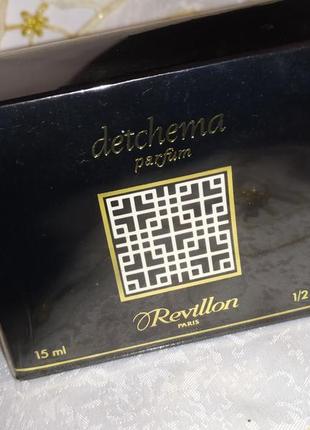 detchema
parfum
Revillon
PARIS
15 ml
1/2